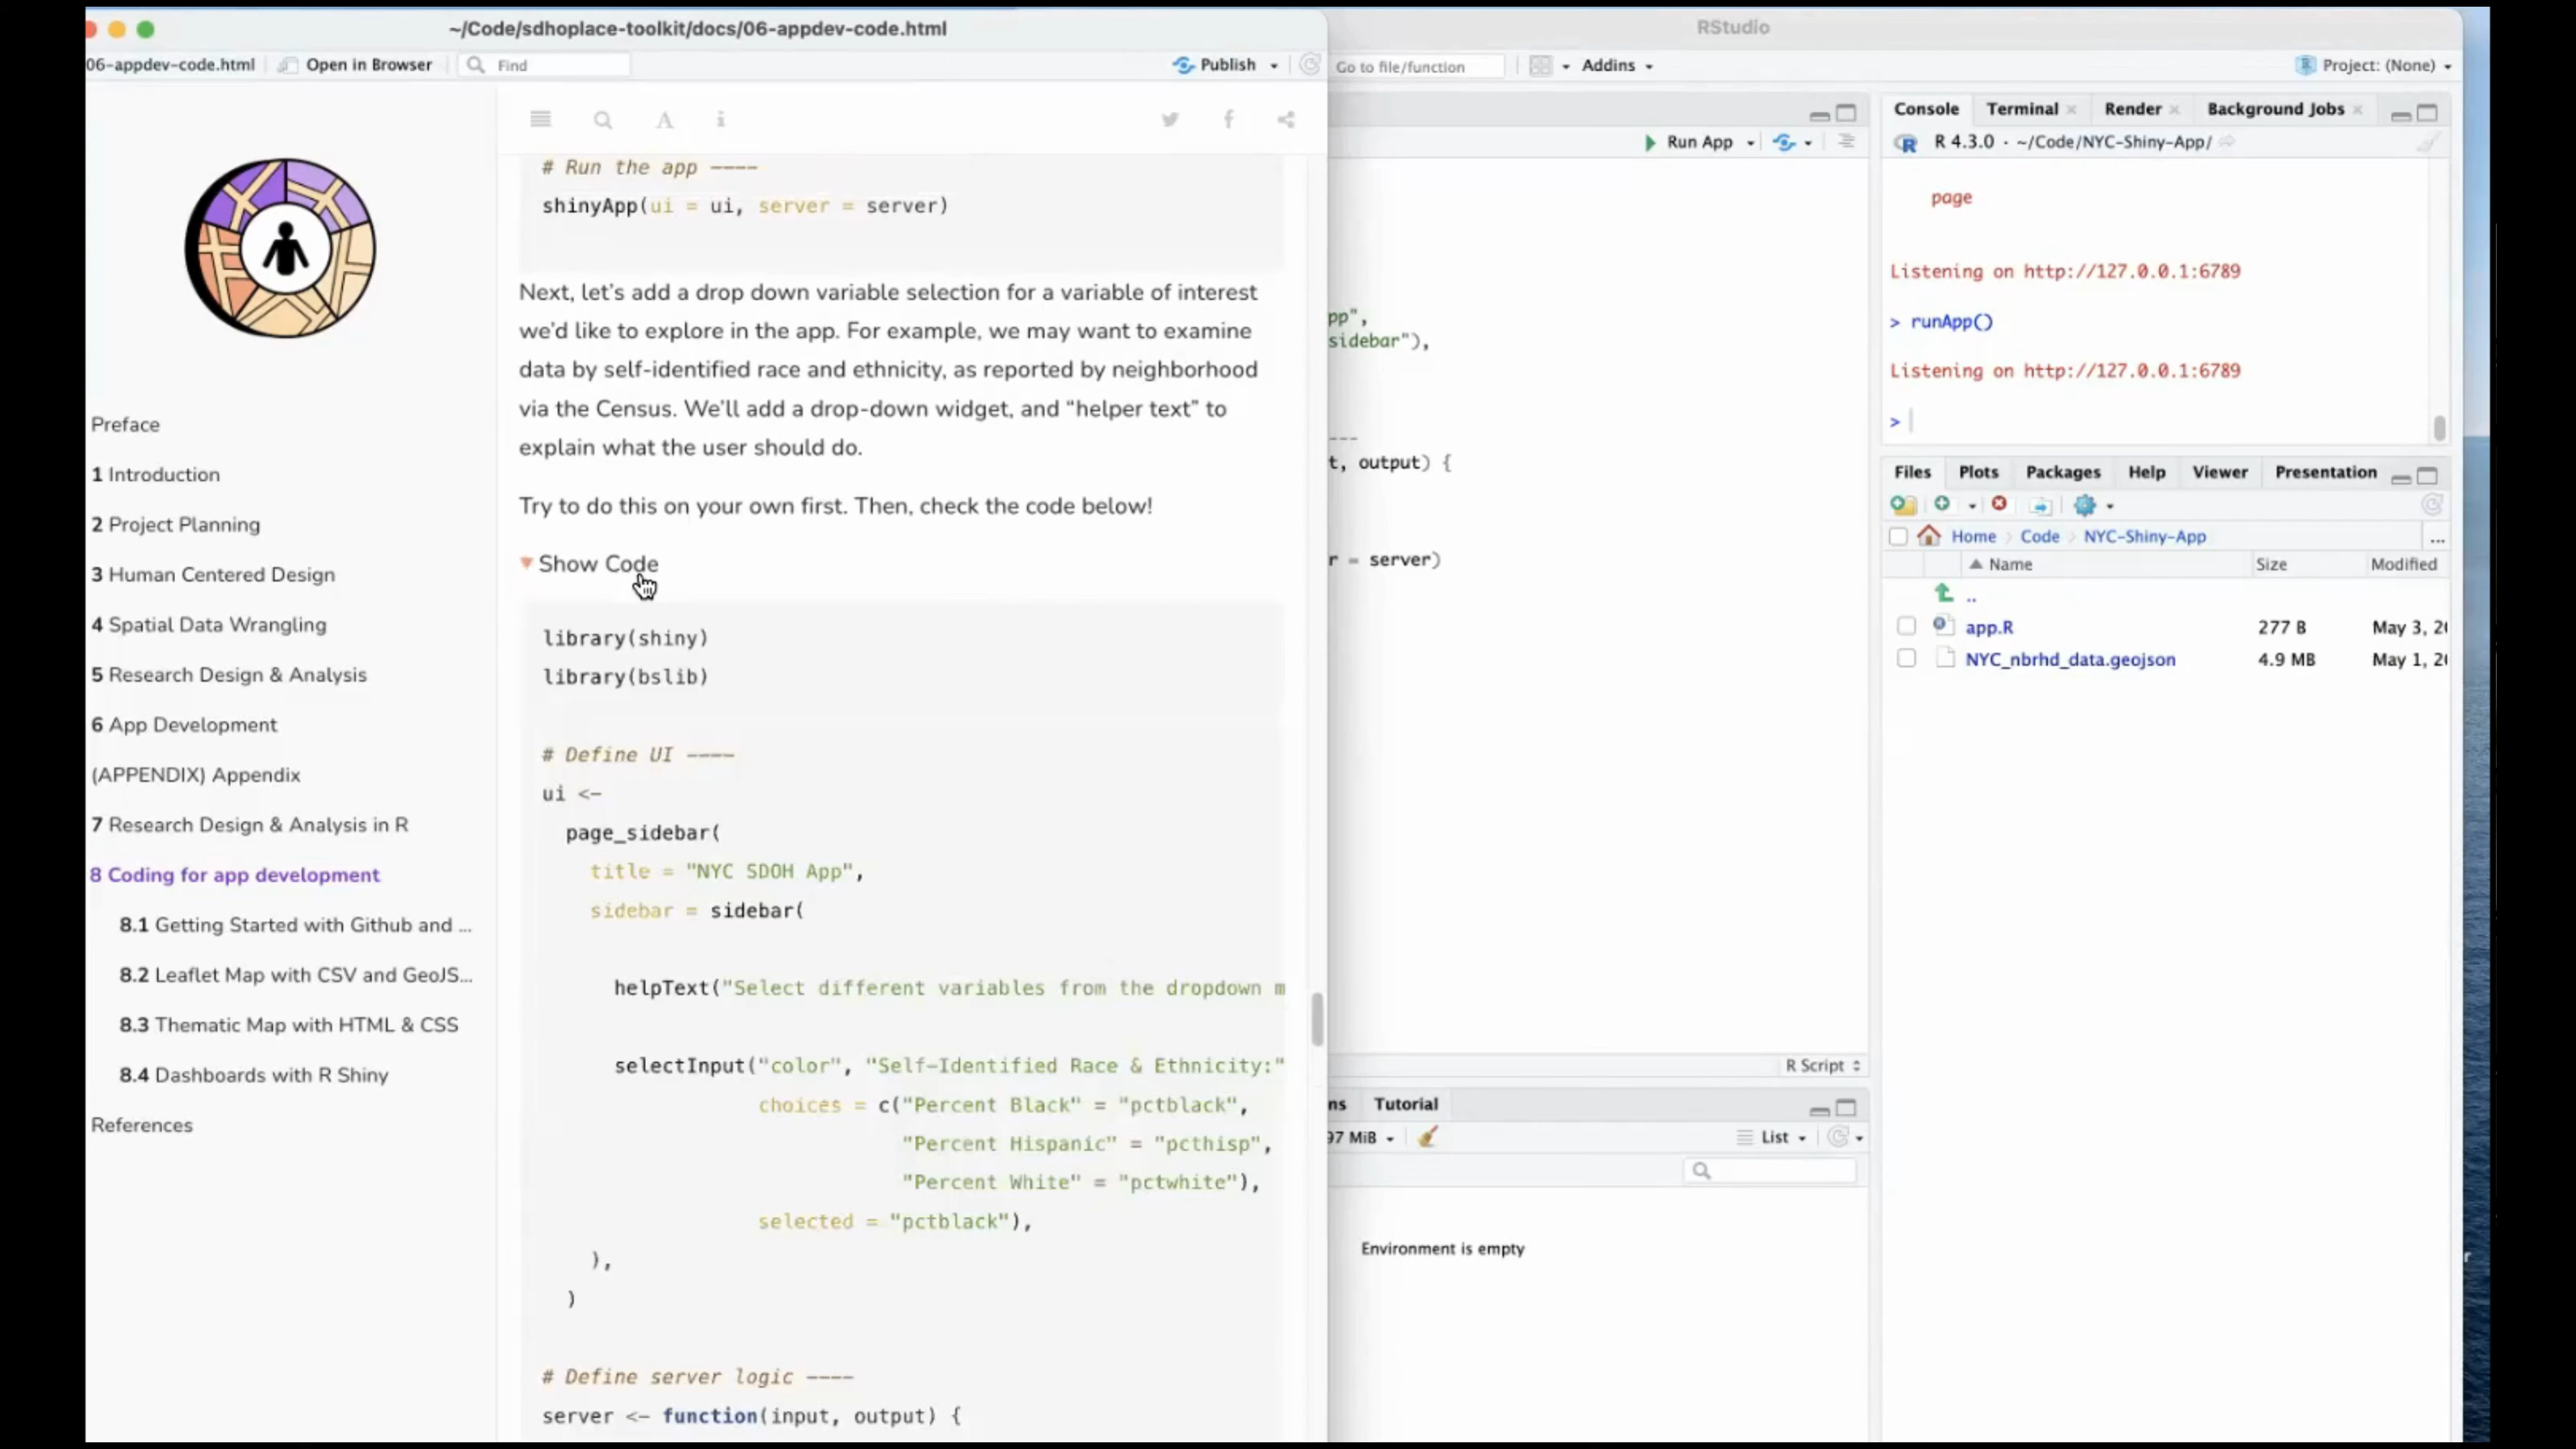 ~/Code/sdhoplace-toolkit/docs/06-appdev-code.html
06-appdev-code.html
Open in Browser
Find
Publish
Preface
1 Introduction
2 Project Planning
3 Human Centered Design
4 Spatial Data Wrangling
5 Research Design & Analysis
6 App Development
(APPENDIX) Appendix
7 Research Design & Analysis in R
8 Coding for app development
8.1 Getting Started with Github and ...
8.2 Leaflet Map with CSV and GeoJS...
8.3 Thematic Map with HTML & CSS
8.4 Dashboards with R Shiny
References
# Run the app ----
shinyApp(ui = ui, server = server)
Next, let's add a drop down variable selection for a variable of interest
we'd like to explore in the app. For example, we may want to examine
data by self-identified race and ethnicity, as reported by neighborhood
via the Census. We'll add a drop-down widget, and “helper text” to
explain what the user should do.
Try to do this on your own first. Then, check the code below!
Show Code
library(shiny)
library(bslib)
# Define UI ----
ui <-
page_sidebar(
title = "NYC SDOH App",
sidebar = sidebar(
helpText("Select different variables from the dropdown m
selectInput("color", "Self-Identified Race & Ethnicity:"
choices = c("Percent Black" = "pctblack",
"Percent Hispanic" = "pcthisp",
"Percent White" = "pctwhite"),
selected = "pctblack"),
),
)
# Define server logic ----
server <- function(input, output) {
RStudio
Go to file/function
Addins
Project: (None)
Run App
pp",
sidebar"),
---
t, output) {
r = server)
R Script
ns
Tutorial
97 MiB
List
Environment is empty
Console
Terminal
Render
Background Jobs
R 4.3.0 · ~/Code/NYC-Shiny-App/
page
Listening on http://127.0.0.1:6789
> runApp()
Listening on http://127.0.0.1:6789
>
Files
Plots
Packages
Help
Viewer
Presentation
Home
Code
NYC-Shiny-App
...
Name
Size
Modified
..
app.R
277 B
May 3, 2
NYC_nbrhd_data.geojson
4.9 MB
May 1, 2
r